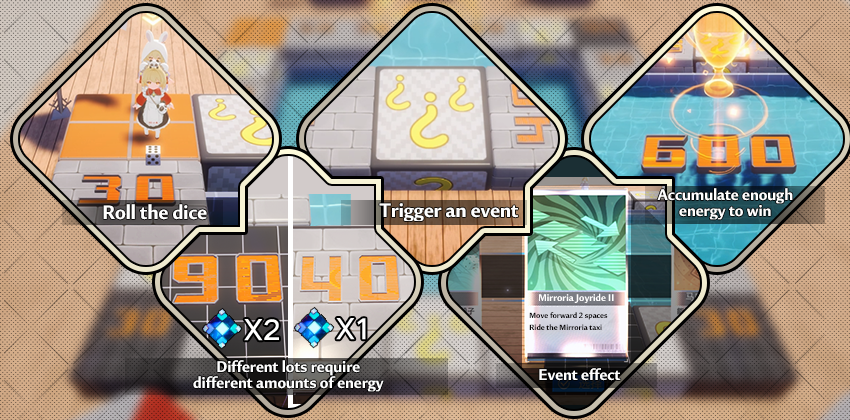 30
Roll the dice
90
X2
40
X1
Different lots require
different amounts of energy
¿ ¿ ¿
Trigger an event
Mirroria Joyride II
Move forward 2 spaces
Ride the Mirroria taxi
Event effect
600
Accumulate enough
energy to win